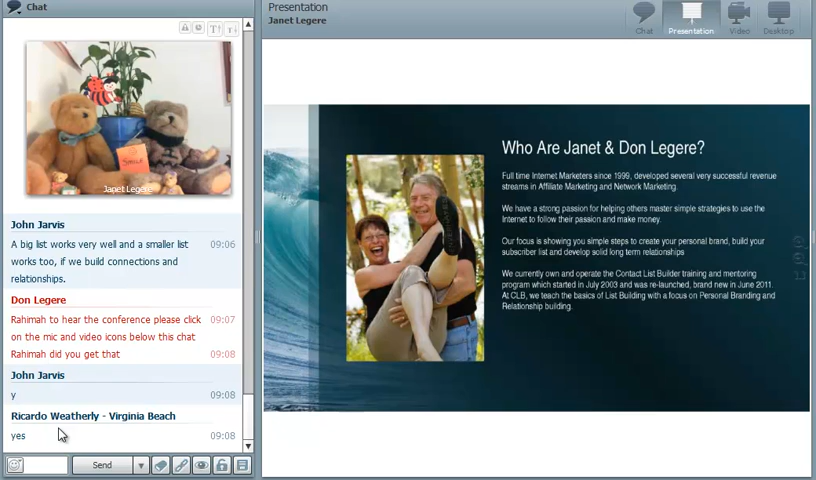 Chat
T T
Janet Legere
John Jarvis
A big list works very well and a smaller list 09:06
works too, if we build connections and
relationships.
Don Legere
Rahimah to hear the conference please click 09:07
on the mic and video icons below this chat
Rahimah did you get that 09:08
John Jarvis
y 09:08
Ricardo Weatherly - Virginia Beach
yes 09:08
Send
Presentation
Janet Legere
Chat Presentation Video Desktop
Who Are Janet & Don Legere?
Full time Internet Marketers since 1999, developed several very successful revenue
streams in Affiliate Marketing and Network Marketing.
We have a strong passion for helping others master simple strategies to use the
Internet to follow their passion and make money.
Our focus is showing you simple steps to create your personal brand, build your
subscriber list and develop solid long term relationships
We currently own and operate the Contact List Builder training and mentoring
program which started in July 2003 and was re-launched, brand new in June 2011.
At CLB, we teach the basics of List Building with a focus on Personal Branding and
Relationship building.